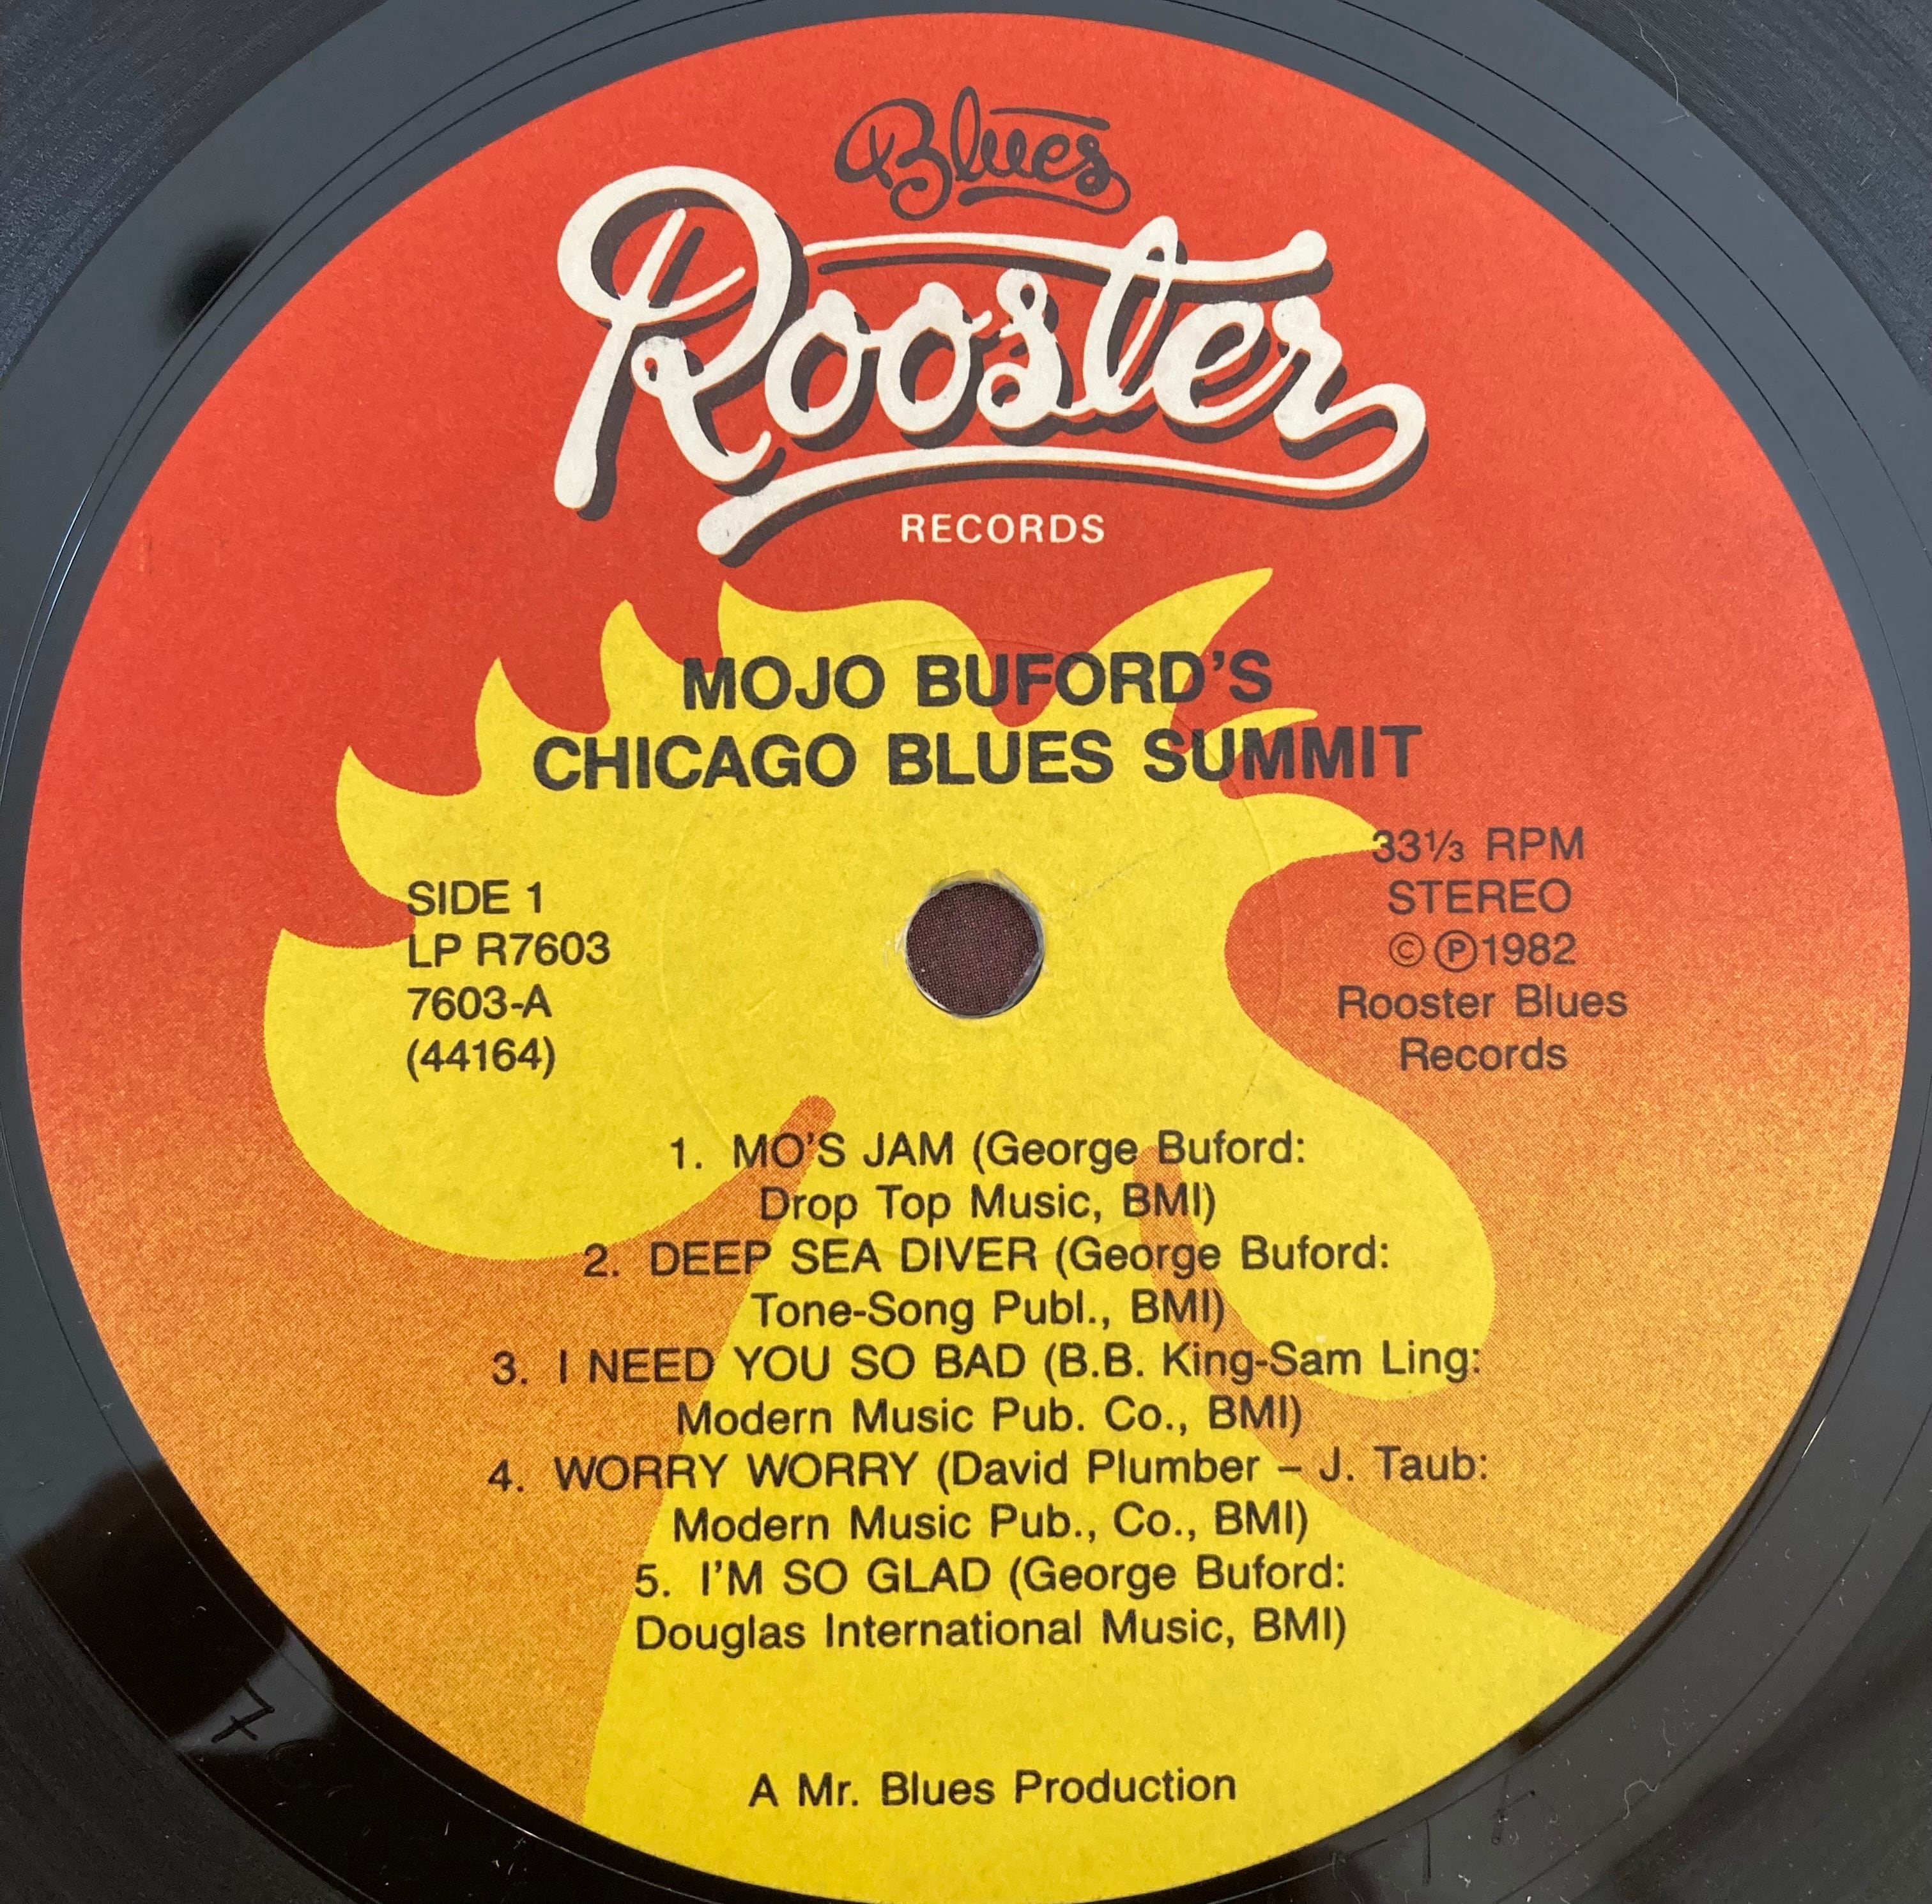 Blues
Rooster
RECORDS
MOJO BUFORD'S
CHICAGO BLUES SUMMIT
SIDE 1
LP R7603
7603-A
(44164)
33⅓ RPM
STEREO
©℗1982
Rooster Blues
Records
1. MO'S JAM (George Buford:
Drop Top Music, BMI)
2. DEEP SEA DIVER (George Buford:
Tone-Song Publ., BMI)
3. I NEED YOU SO BAD (B.B. King-Sam Ling:
Modern Music Pub. Co., BMI)
4. WORRY WORRY (David Plumber – J. Taub:
Modern Music Pub., Co., BMI)
5. I'M SO GLAD (George Buford:
Douglas International Music, BMI)
A Mr. Blues Production
7